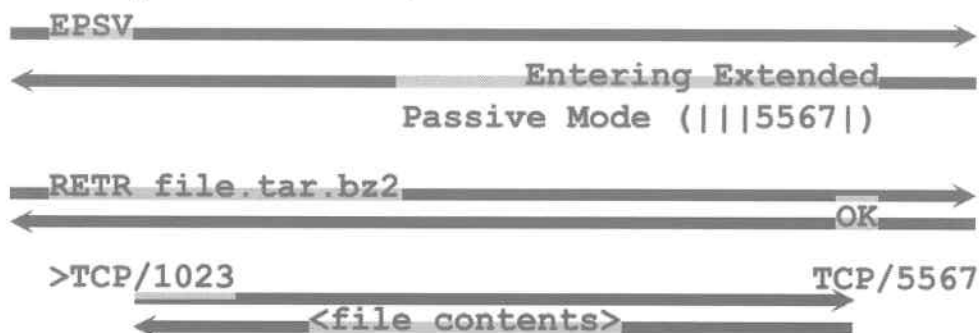 EPSV
Entering Extended
Passive Mode (|||5567|)
RETR file.tar.bz2
OK
>TCP/1023 TCP/5567
<file contents>